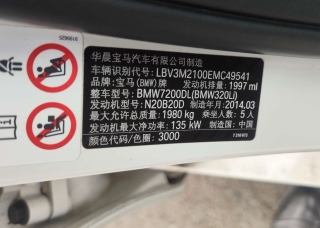 华晨宝马汽车有限公司制造
车辆识别代号: LBV3M2100EMC49541
品牌:宝马(BMW)牌 发动机排量: 1997 ml
整车型号: BMW7200DL(BMW320Li)
发动机型号: N20B20D 制造年月: 2014.03
最大允许总质量: 1980 kg 乘坐人数: 5 人
发动机最大净功率: 135 kW 制造国: 中国
颜色代码/色圈: 3000